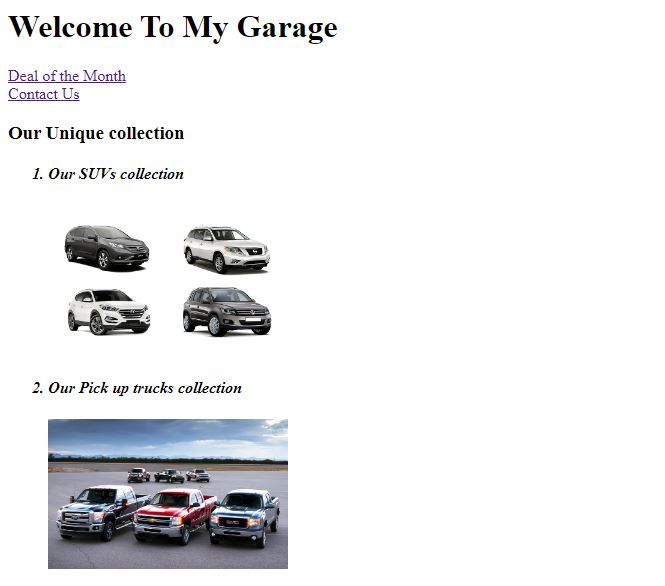 Welcome To My Garage
Deal of the Month
Contact Us
Our Unique collection
1. Our SUVs collection
2. Our Pick up trucks collection
GMC